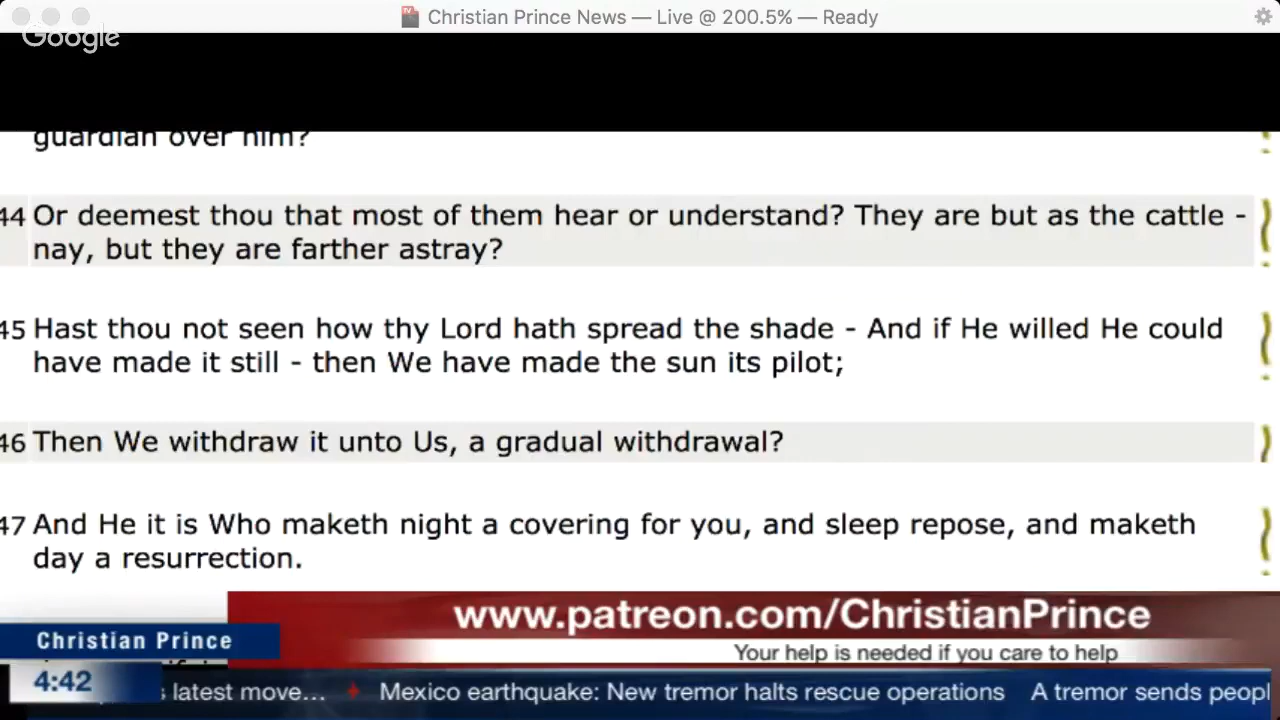 Christian Prince News — Live @ 200.5% — Ready
Google
guardian over him?
44 Or deemest thou that most of them hear or understand? They are but as the cattle -
nay, but they are farther astray?
45 Hast thou not seen how thy Lord hath spread the shade - And if He willed He could
have made it still - then We have made the sun its pilot;
46 Then We withdraw it unto Us, a gradual withdrawal?
47 And He it is Who maketh night a covering for you, and sleep repose, and maketh
day a resurrection.
www.patreon.com/ChristianPrince
Christian Prince
Your help is needed if you care to help
4:42
latest move... Mexico earthquake: New tremor halts rescue operations A tremor sends peopl